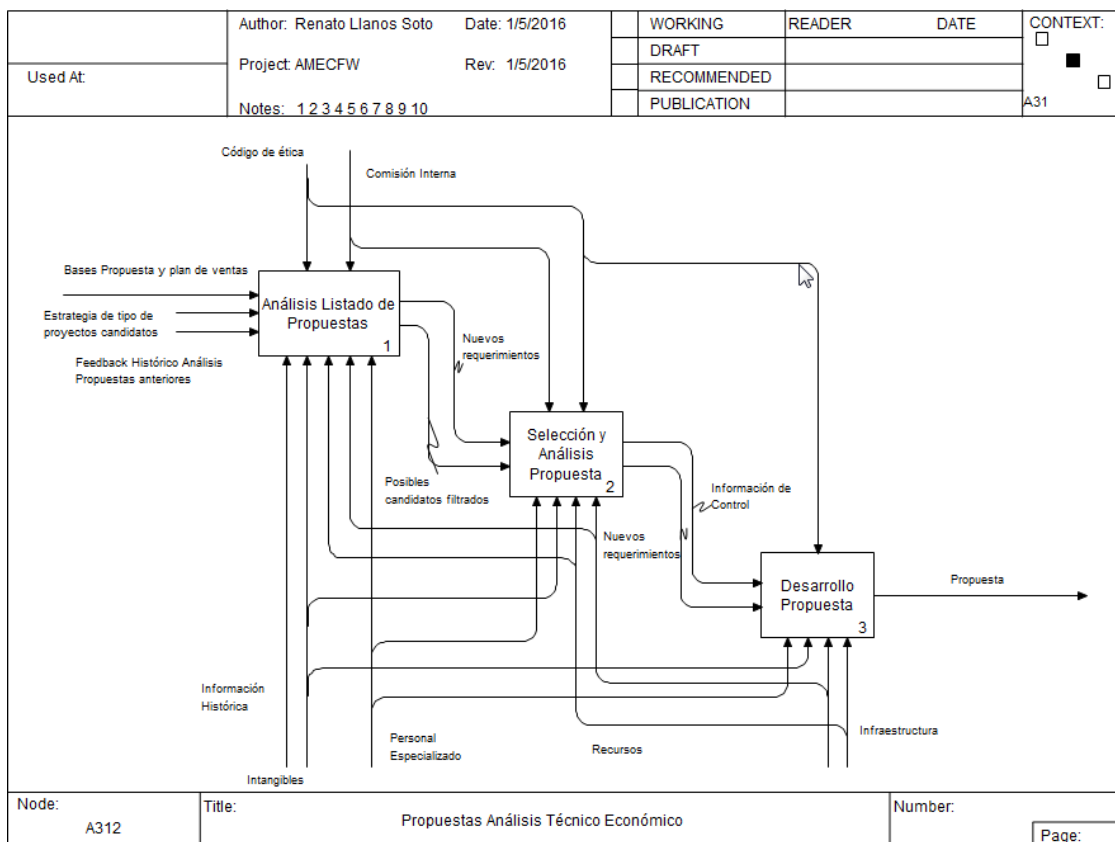 Used At:
Author: Renato Llanos Soto
Date: 1/5/2016
Project: AMECFW
Rev: 1/5/2016
Notes: 1 2 3 4 5 6 7 8 9 10
WORKING
DRAFT
RECOMMENDED
PUBLICATION
READER
DATE
CONTEXT:
A31
Código de ética
Comisión Interna
Bases Propuesta y plan de ventas
Estrategia de tipo de
proyectos candidatos
Feedback Histórico Análisis
Propuestas anteriores
Análisis Listado de
Propuestas
1
Nuevos
requerimientos
Posibles
candidatos filtrados
Selección y
Análisis
Propuesta
2
Información de
Control
Nuevos
requerimientos
Desarrollo
Propuesta
3
Propuesta
Información
Histórica
Intangibles
Personal
Especializado
Recursos
Infraestructura
Node:
A312
Title:
Propuestas Análisis Técnico Económico
Number:
Page: